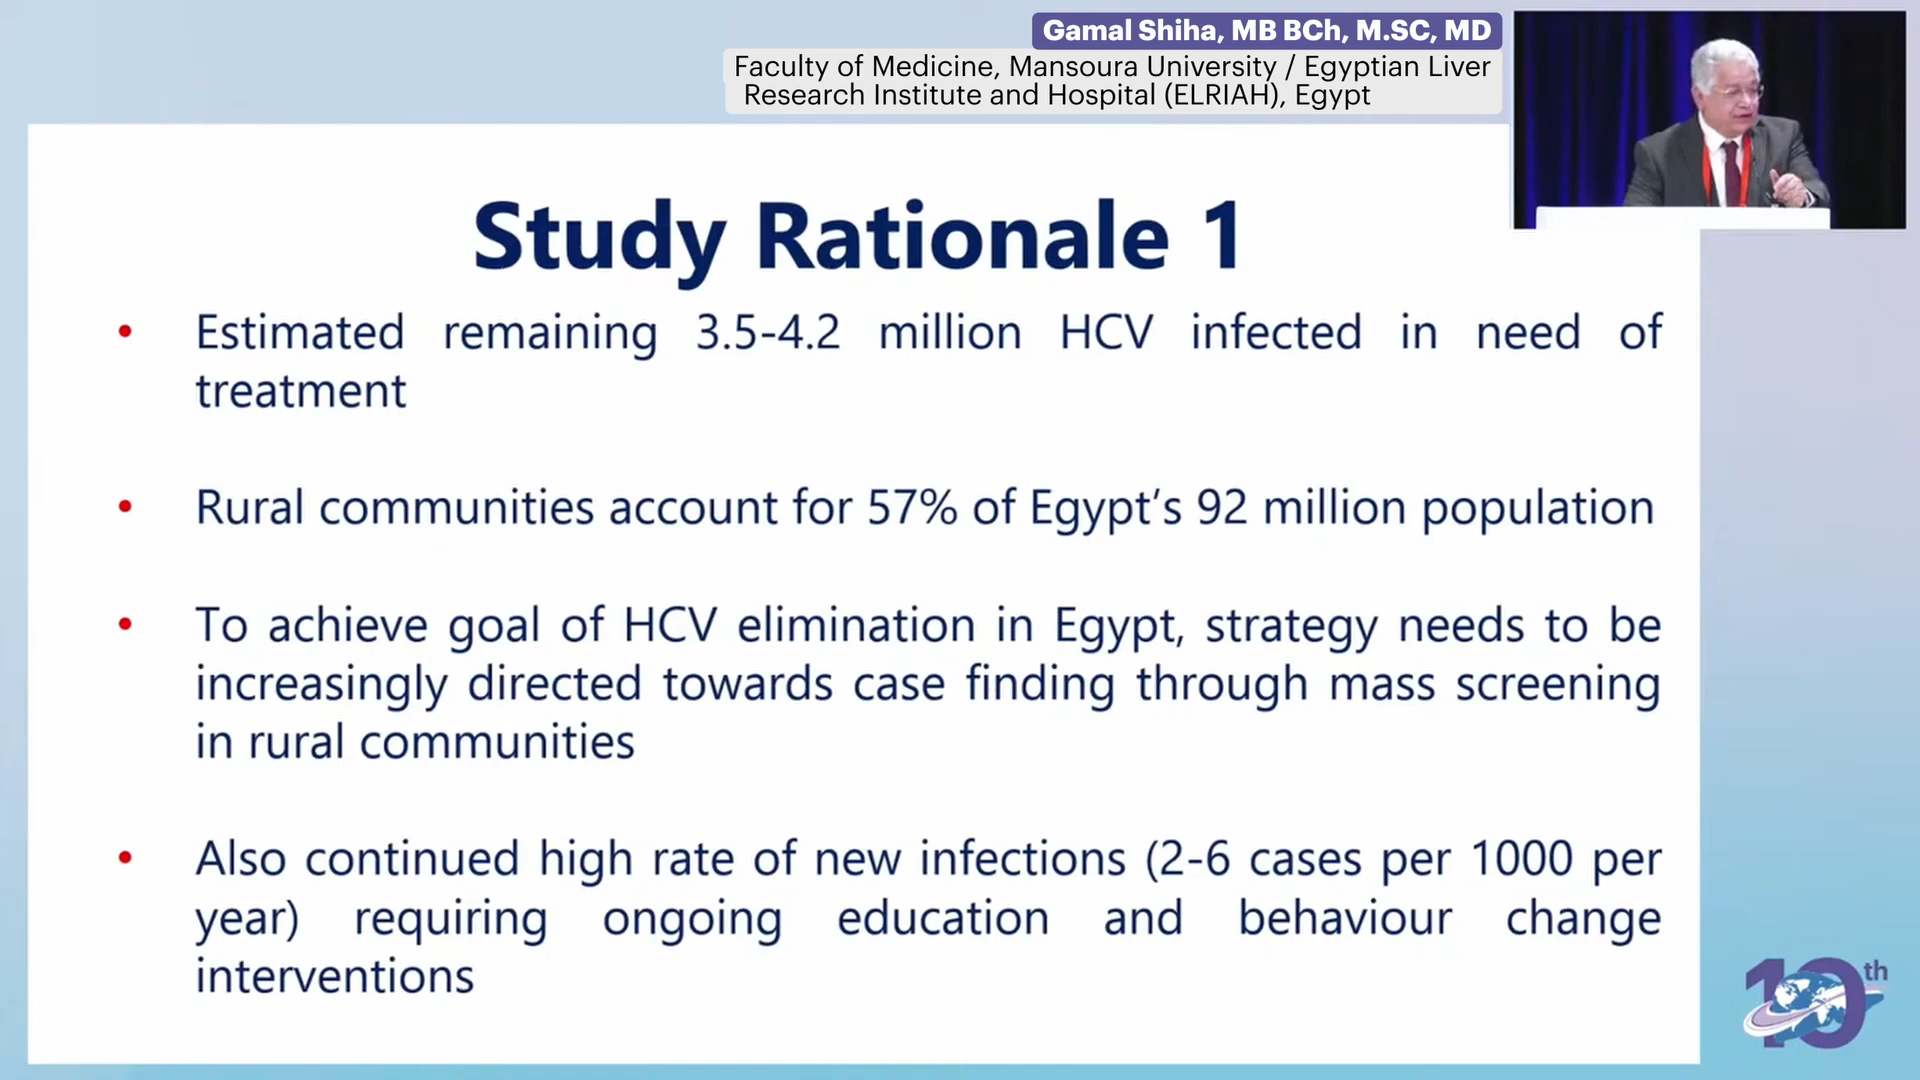 Gamal Shiha, MB BCh, M.SC, MD
Faculty of Medicine, Mansoura University / Egyptian Liver
Research Institute and Hospital (ELRIAH), Egypt
Study Rationale 1
• Estimated remaining 3.5-4.2 million HCV infected in need of
treatment
• Rural communities account for 57% of Egypt’s 92 million population
• To achieve goal of HCV elimination in Egypt, strategy needs to be
increasingly directed towards case finding through mass screening
in rural communities
• Also continued high rate of new infections (2-6 cases per 1000 per
year) requiring ongoing education and behaviour change
interventions
10th